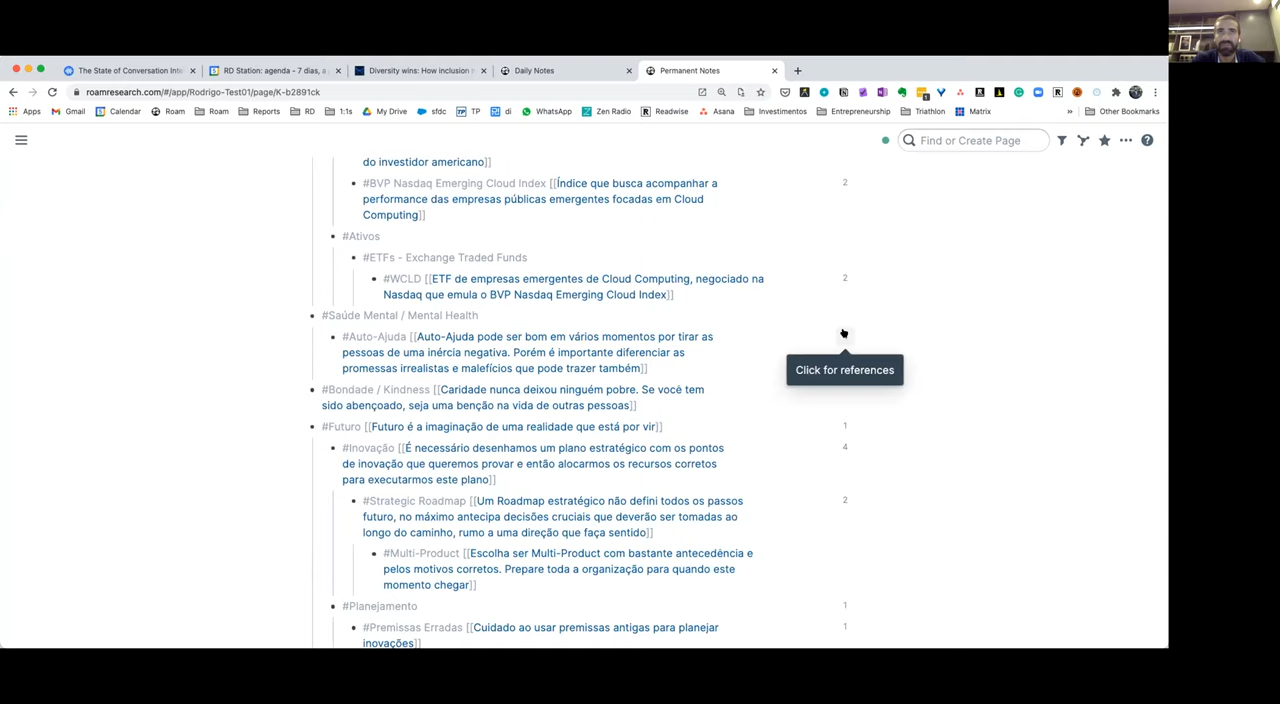 The State of Conversation Inte
RD Station: agenda - 7 dias, a
Diversity wins: How inclusion
Daily Notes
Permanent Notes
roamresearch.com/#/app/Rodrigo-Test01/page/K-b2891ck
Apps Gmail Calendar Roam Roam Reports RD 1:1s My Drive sfdc TP TP di WhatsApp Zen Radio Readwise Asana Investimentos Entrepreneurship Triathlon Matrix » Other Bookmarks
Find or Create Page
do investidor americano]]
#BVP Nasdaq Emerging Cloud Index [[Índice que busca acompanhar a 2
performance das empresas públicas emergentes focadas em Cloud
Computing]]
#Ativos
#ETFs - Exchange Traded Funds
#WCLD [[ETF de empresas emergentes de Cloud Computing, negociado na 2
Nasdaq que emula o BVP Nasdaq Emerging Cloud Index]]
#Saúde Mental / Mental Health
#Auto-Ajuda [[Auto-Ajuda pode ser bom em vários momentos por tirar as
pessoas de uma inércia negativa. Porém é importante diferenciar as
promessas irrealistas e malefícios que pode trazer também]]
Click for references
#Bondade / Kindness [[Caridade nunca deixou ninguém pobre. Se você tem
sido abençoado, seja uma benção na vida de outras pessoas]]
#Futuro [[Futuro é a imaginação de uma realidade que está por vir]] 1
#Inovação [[É necessário desenhamos um plano estratégico com os pontos 4
de inovação que queremos provar e então alocarmos os recursos corretos
para executarmos este plano]]
#Strategic Roadmap [[Um Roadmap estratégico não defini todos os passos 2
futuro, no máximo antecipa decisões cruciais que deverão ser tomadas ao
longo do caminho, rumo a uma direção que faça sentido]]
#Multi-Product [[Escolha ser Multi-Product com bastante antecedência e
pelos motivos corretos. Prepare toda a organização para quando este
momento chegar]]
#Planejamento 1
#Premissas Erradas [[Cuidado ao usar premissas antigas para planejar 1
inovações]]